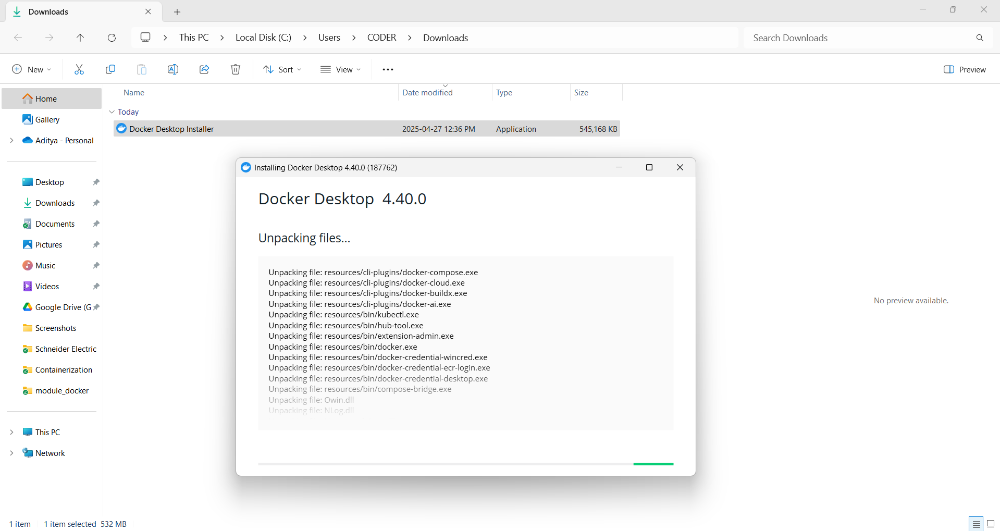 Downloads
This PC
Local Disk (C:)
Users
CODER
Downloads
Search Downloads
New
Sort
View
Preview
Home
Gallery
Aditya - Personal
Desktop
Downloads
Documents
Pictures
Music
Videos
Google Drive (G
Screenshots
Schneider Electric
Containerization
module_docker
This PC
Network
Name
Date modified
Type
Size
Today
Docker Desktop Installer
2025-04-27 12:36 PM
Application
545,168 KB
Installing Docker Desktop 4.40.0 (187762)
Docker Desktop 4.40.0
Unpacking files...
Unpacking file: resources/cli-plugins/docker-compose.exe
Unpacking file: resources/cli-plugins/docker-cloud.exe
Unpacking file: resources/cli-plugins/docker-buildx.exe
Unpacking file: resources/cli-plugins/docker-ai.exe
Unpacking file: resources/bin/kubectl.exe
Unpacking file: resources/bin/hub-tool.exe
Unpacking file: resources/bin/extension-admin.exe
Unpacking file: resources/bin/docker.exe
Unpacking file: resources/bin/docker-credential-wincred.exe
Unpacking file: resources/bin/docker-credential-ecr-login.exe
Unpacking file: resources/bin/docker-credential-desktop.exe
Unpacking file: resources/bin/compose-bridge.exe
Unpacking file: Owin.dll
Unpacking file: NLog.dll
No preview available.
1 item
1 item selected 532 MB